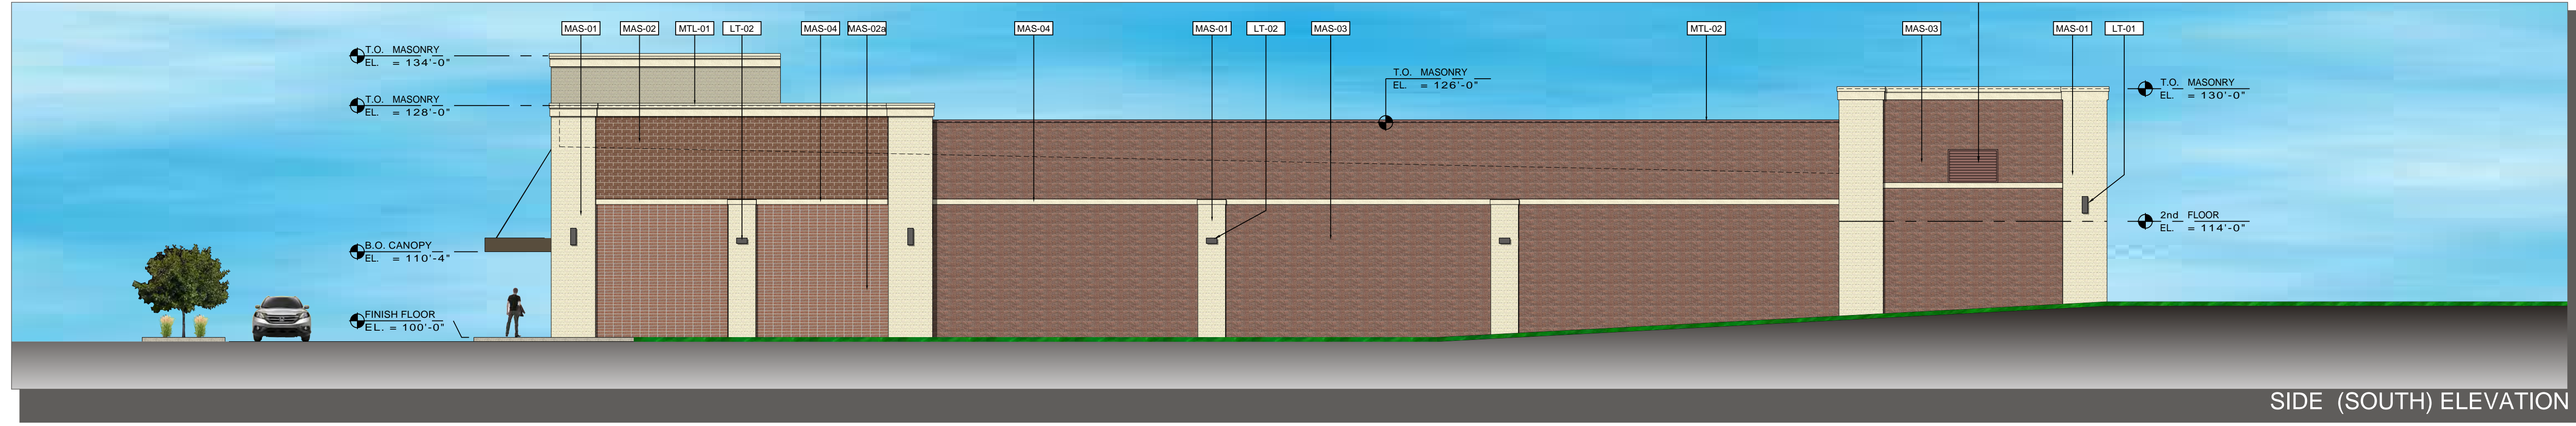 MAS-01 MAS-02 MTL-01 LT-02 MAS-04 MAS-02a MAS-04 MAS-01 LT-02 MAS-03 MTL-02 MAS-03 MAS-01 LT-01
T.O. MASONRY
EL. = 134'-0"
T.O. MASONRY
EL. = 128'-0"
T.O. MASONRY
EL. = 126'-0"
T.O. MASONRY
EL. = 130'-0"
B.O. CANOPY
EL. = 110'-4"
2nd FLOOR
EL. = 114'-0"
FINISH FLOOR
EL. = 100'-0"
SIDE (SOUTH) ELEVATION